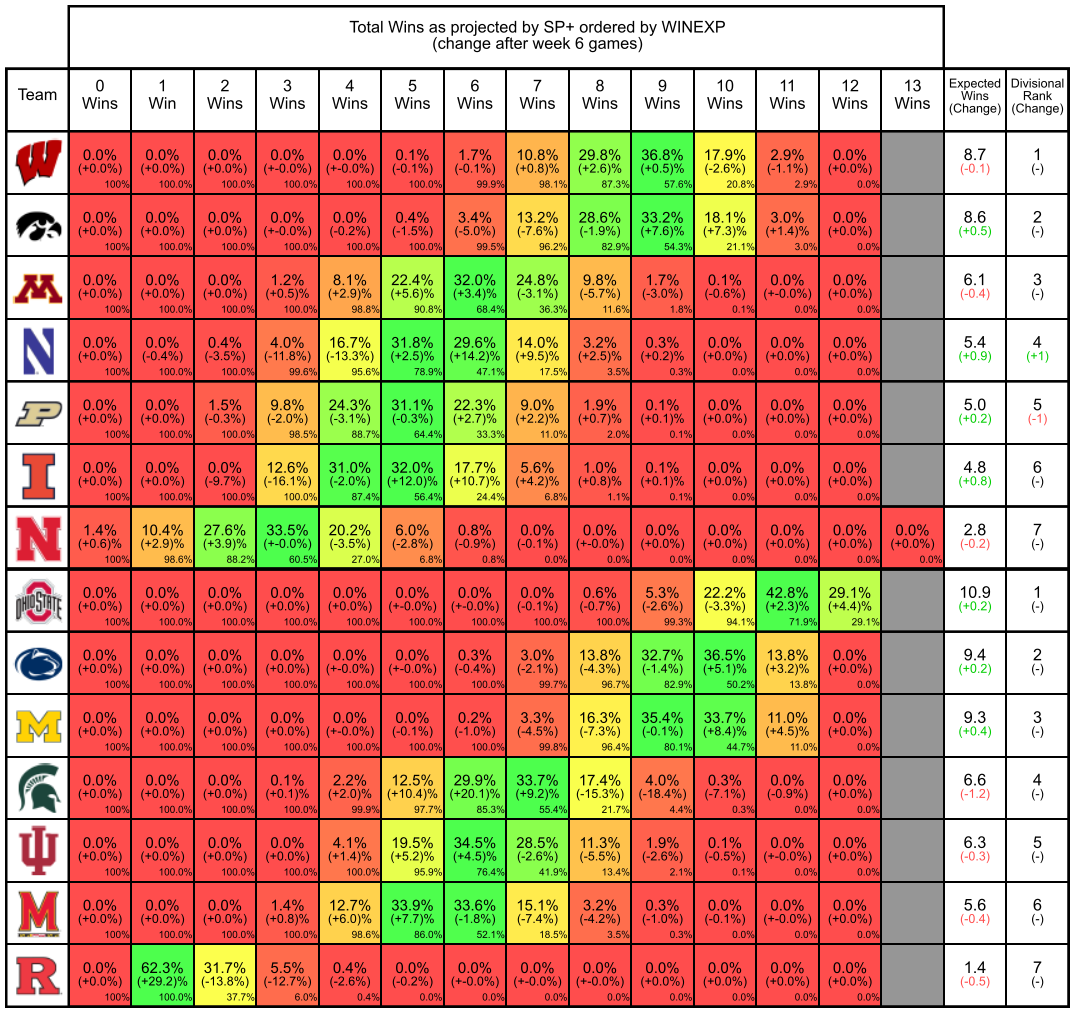 Total Wins as projected by SP+ ordered by WINEXP
(change after week 6 games)
Team 0 Wins 1 Win 2 Wins 3 Wins 4 Wins 5 Wins 6 Wins 7 Wins 8 Wins 9 Wins 10 Wins 11 Wins 12 Wins 13 Wins Expected Wins (Change) Divisional Rank (Change)
W 0.0% 0.0% 0.0% 0.0% 0.0% 0.1% 1.7% 10.8% 29.8% 36.8% 17.9% 2.9% 0.0% 8.7 1
(+0.0%) (+0.0%) (+0.0%) (+-0.0%) (+-0.0%) (-0.1%) (-0.1%) (+0.8)% (+2.6)% (+0.5)% (-2.6%) (-1.1%) (+0.0%) (-0.1) (-)
100% 100.0% 100.0% 100.0% 100.0% 100.0% 99.9% 98.1% 87.3% 57.6% 20.8% 2.9% 0.0%
0.0% 0.0% 0.0% 0.0% 0.0% 0.4% 3.4% 13.2% 28.6% 33.2% 18.1% 3.0% 0.0% 8.6 2
(+0.0%) (+0.0%) (+0.0%) (+-0.0%) (-0.2%) (-1.5%) (-5.0%) (-7.6%) (-1.9%) (+7.6)% (+7.3)% (+1.4)% (+0.0%) (+0.5) (-)
100% 100.0% 100.0% 100.0% 100.0% 100.0% 99.5% 96.2% 82.9% 54.3% 21.1% 3.0% 0.0%
M 0.0% 0.0% 0.0% 1.2% 8.1% 22.4% 32.0% 24.8% 9.8% 1.7% 0.1% 0.0% 0.0% 6.1 3
(+0.0%) (+0.0%) (+0.0%) (+0.5)% (+2.9)% (+5.6)% (+3.4)% (-3.1%) (-5.7%) (-3.0%) (-0.6%) (+-0.0%) (+0.0%) (-0.4) (-)
100% 100.0% 100.0% 100.0% 98.8% 90.8% 68.4% 36.3% 11.6% 1.8% 0.1% 0.0% 0.0%
N 0.0% 0.0% 0.4% 4.0% 16.7% 31.8% 29.6% 14.0% 3.2% 0.3% 0.0% 0.0% 0.0% 5.4 4
(+0.0%) (-0.4%) (-3.5%) (-11.8%) (-13.3%) (+2.5)% (+14.2)% (+9.5)% (+2.5)% (+0.2)% (+0.0%) (+0.0%) (+0.0%) (+0.9) (+1)
100% 100.0% 100.0% 99.6% 95.6% 78.9% 47.1% 17.5% 3.5% 0.3% 0.0% 0.0% 0.0%
P 0.0% 0.0% 1.5% 9.8% 24.3% 31.1% 22.3% 9.0% 1.9% 0.1% 0.0% 0.0% 0.0% 5.0 5
(+0.0%) (+0.0%) (-0.3%) (-2.0%) (-3.1%) (-0.3%) (+2.7)% (+2.2)% (+0.7)% (+0.1)% (+0.0%) (+0.0%) (+0.0%) (+0.2) (-1)
100% 100.0% 100.0% 98.5% 88.7% 64.4% 33.3% 11.0% 2.0% 0.1% 0.0% 0.0% 0.0%
I 0.0% 0.0% 0.0% 12.6% 31.0% 32.0% 17.7% 5.6% 1.0% 0.1% 0.0% 0.0% 0.0% 4.8 6
(+0.0%) (+0.0%) (-9.7%) (-16.1%) (-2.0%) (+12.0)% (+10.7)% (+4.2)% (+0.8)% (+0.1)% (+0.0%) (+0.0%) (+0.0%) (+0.8) (-)
100% 100.0% 100.0% 100.0% 87.4% 56.4% 24.4% 6.8% 1.1% 0.1% 0.0% 0.0% 0.0%
N 1.4% 10.4% 27.6% 33.5% 20.2% 6.0% 0.8% 0.0% 0.0% 0.0% 0.0% 0.0% 0.0% 0.0% 2.8 7
(+0.6)% (+2.9)% (+3.9)% (+-0.0%) (-3.5%) (-2.8%) (-0.9%) (-0.1%) (+-0.0%) (+0.0%) (+0.0%) (+0.0%) (+0.0%) (+0.0%) (-0.2) (-)
100% 98.6% 88.2% 60.5% 27.0% 6.8% 0.8% 0.0% 0.0% 0.0% 0.0% 0.0% 0.0% 0.0%
OHIO STATE 0.0% 0.0% 0.0% 0.0% 0.0% 0.0% 0.0% 0.0% 0.6% 5.3% 22.2% 42.8% 29.1% 10.9 1
(+0.0%) (+0.0%) (+0.0%) (+0.0%) (+0.0%) (+-0.0%) (+-0.0%) (-0.1%) (-0.7%) (-2.6%) (-3.3%) (+2.3)% (+4.4)% (+0.2) (-)
100% 100.0% 100.0% 100.0% 100.0% 100.0% 100.0% 100.0% 100.0% 99.3% 94.1% 71.9% 29.1%
0.0% 0.0% 0.0% 0.0% 0.0% 0.0% 0.3% 3.0% 13.8% 32.7% 36.5% 13.8% 0.0% 9.4 2
(+0.0%) (+0.0%) (+0.0%) (+0.0%) (+-0.0%) (+-0.0%) (-0.4%) (-2.1%) (-4.3%) (-1.4%) (+5.1)% (+3.2)% (+0.0%) (+0.2) (-)
100% 100.0% 100.0% 100.0% 100.0% 100.0% 100.0% 99.7% 96.7% 82.9% 50.2% 13.8% 0.0%
M 0.0% 0.0% 0.0% 0.0% 0.0% 0.0% 0.2% 3.3% 16.3% 35.4% 33.7% 11.0% 0.0% 9.3 3
(+0.0%) (+0.0%) (+0.0%) (+0.0%) (+-0.0%) (-0.1%) (-1.0%) (-4.5%) (-7.3%) (-0.1%) (+8.4)% (+4.5)% (+0.0%) (+0.4) (-)
100% 100.0% 100.0% 100.0% 100.0% 100.0% 100.0% 99.8% 96.4% 80.1% 44.7% 11.0% 0.0%
0.0% 0.0% 0.0% 0.1% 2.2% 12.5% 29.9% 33.7% 17.4% 4.0% 0.3% 0.0% 0.0% 6.6 4
(+0.0%) (+0.0%) (+0.0%) (+0.1)% (+2.0)% (+10.4)% (+20.1)% (+9.2)% (-15.3%) (-18.4%) (-7.1%) (-0.9%) (+0.0%) (-1.2) (-)
100% 100.0% 100.0% 100.0% 99.9% 97.7% 85.3% 55.4% 21.7% 4.4% 0.3% 0.0% 0.0%
0.0% 0.0% 0.0% 0.0% 4.1% 19.5% 34.5% 28.5% 11.3% 1.9% 0.1% 0.0% 0.0% 6.3 5
(+0.0%) (+0.0%) (+0.0%) (+0.0%) (+1.4)% (+5.2)% (+4.5)% (-2.6%) (-5.5%) (-2.6%) (-0.5%) (+-0.0%) (+0.0%) (-0.3) (-)
100% 100.0% 100.0% 100.0% 100.0% 95.9% 76.4% 41.9% 13.4% 2.1% 0.1% 0.0% 0.0%
M 0.0% 0.0% 0.0% 1.4% 12.7% 33.9% 33.6% 15.1% 3.2% 0.3% 0.0% 0.0% 0.0% 5.6 6
(+0.0%) (+0.0%) (+0.0%) (+0.8)% (+6.0)% (+7.7)% (-1.8%) (-7.4%) (-4.2%) (-1.0%) (-0.1%) (+-0.0%) (+0.0%) (-0.4) (-)
100% 100.0% 100.0% 100.0% 98.6% 86.0% 52.1% 18.5% 3.5% 0.3% 0.0% 0.0% 0.0%
R 0.0% 62.3% 31.7% 5.5% 0.4% 0.0% 0.0% 0.0% 0.0% 0.0% 0.0% 0.0% 0.0% 1.4 7
(+0.0%) (+29.2)% (-13.8%) (-12.7%) (-2.6%) (-0.2%) (+-0.0%) (+-0.0%) (+-0.0%) (+0.0%) (+0.0%) (+0.0%) (+0.0%) (-0.5) (-)
100% 100.0% 37.7% 6.0% 0.4% 0.0% 0.0% 0.0% 0.0% 0.0% 0.0% 0.0% 0.0%